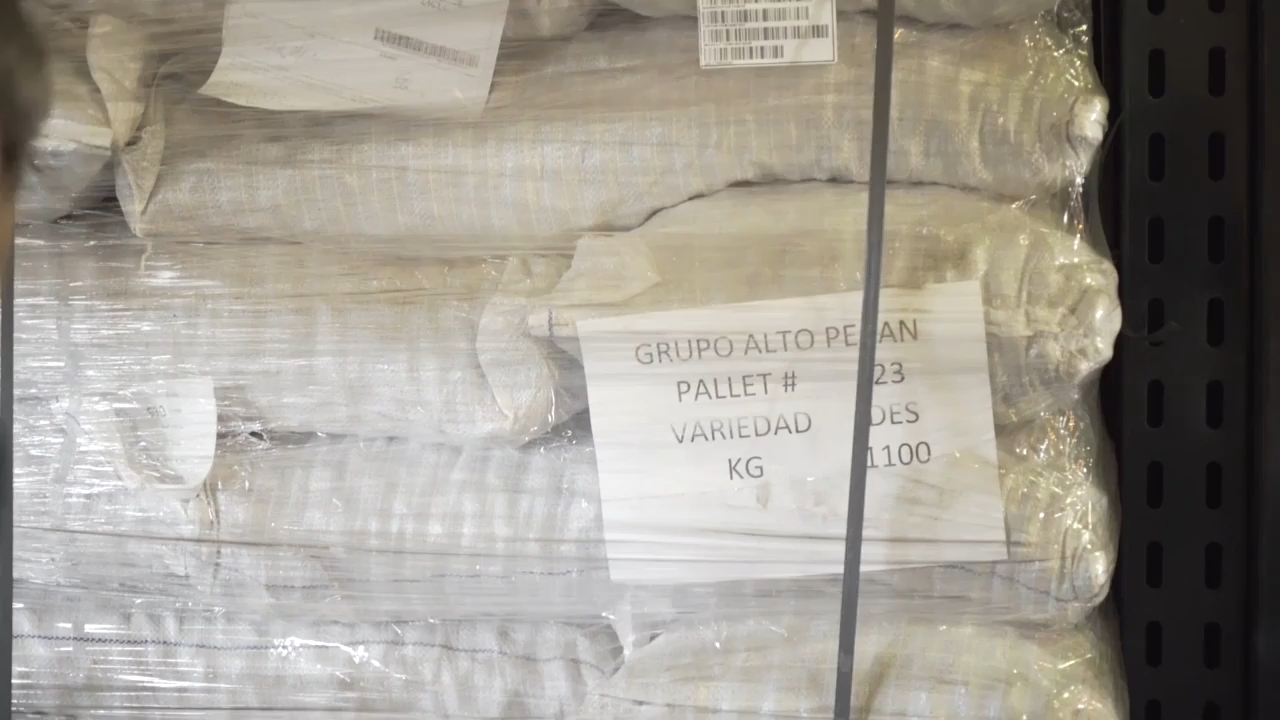 GRUPO ALTO PE AN
PALLET # 23
VARIEDAD DES
KG 1100